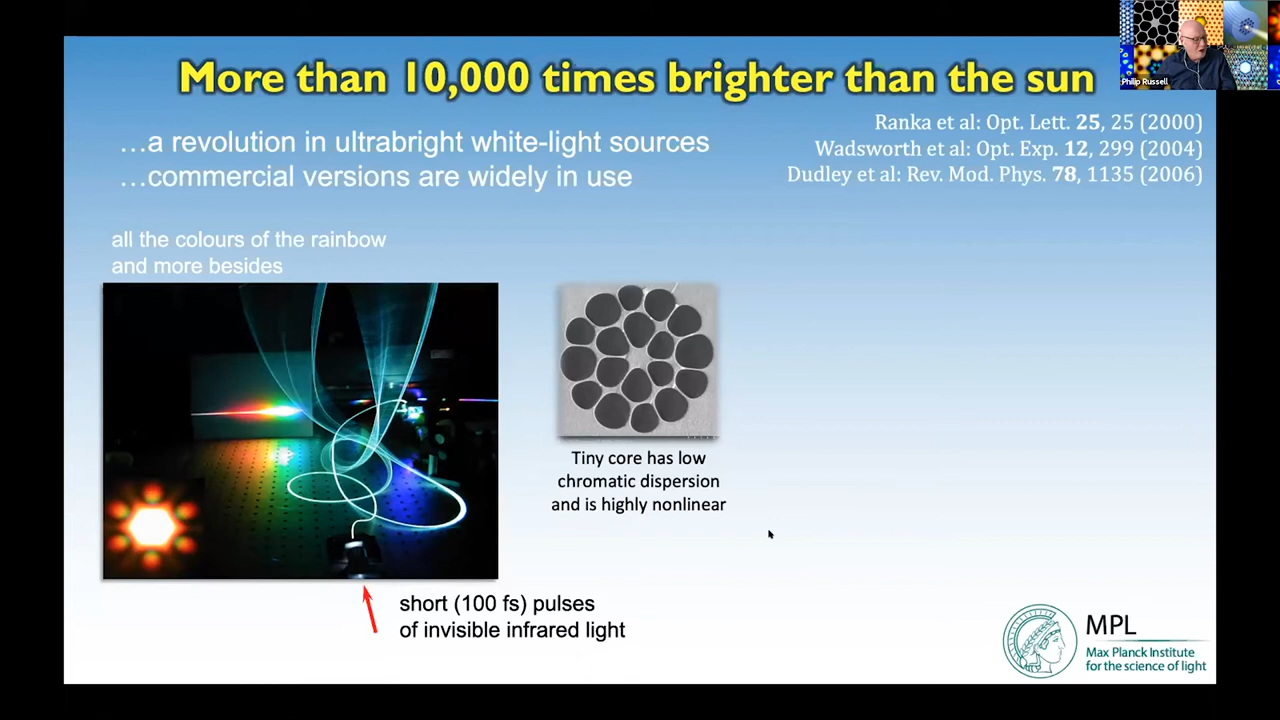 More than 10,000 times brighter than the sun
Philip Russell
Ranka et al: Opt. Lett. 25, 25 (2000)
…a revolution in ultrabright white-light sources
Wadsworth et al: Opt. Exp. 12, 299 (2004)
…commercial versions are widely in use
Dudley et al: Rev. Mod. Phys. 78, 1135 (2006)
all the colours of the rainbow
and more besides
Tiny core has low
chromatic dispersion
and is highly nonlinear
short (100 fs) pulses
of invisible infrared light
MPL
Max Planck Institute
for the science of light